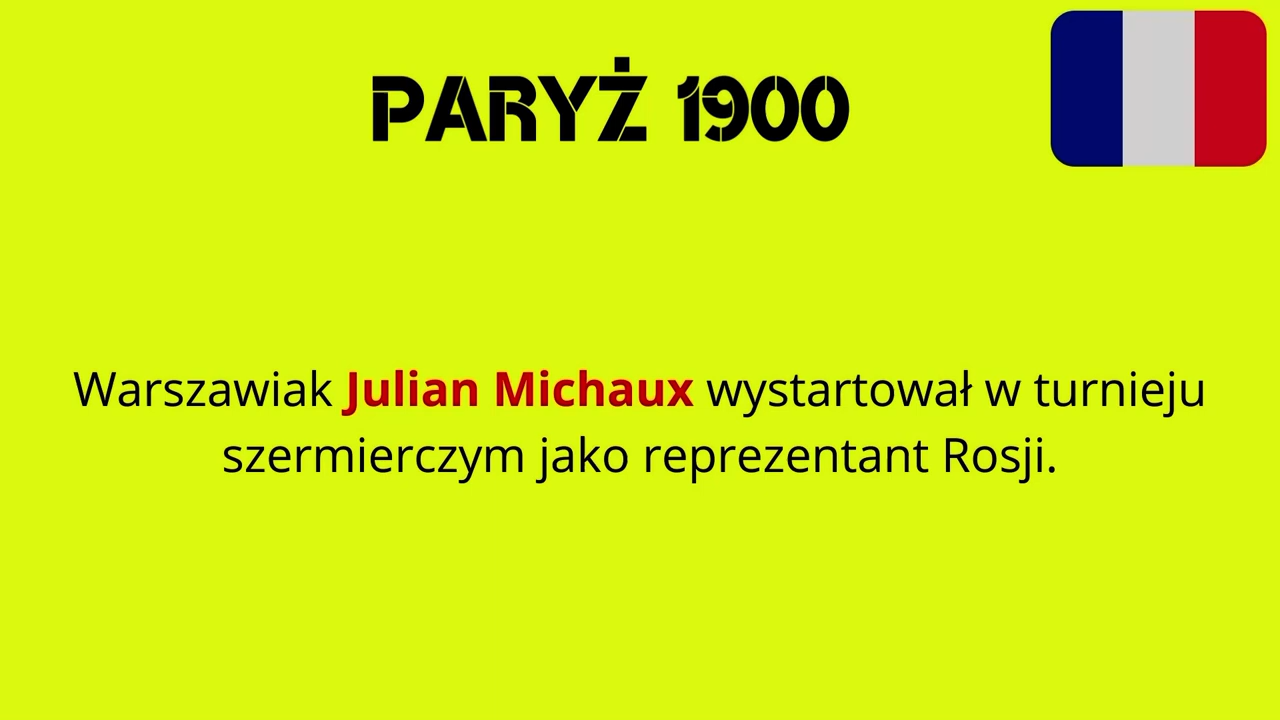 PARYŻ 1900
Warszawiak Julian Michaux wystartował w turnieju
szermierczym jako reprezentant Rosji.